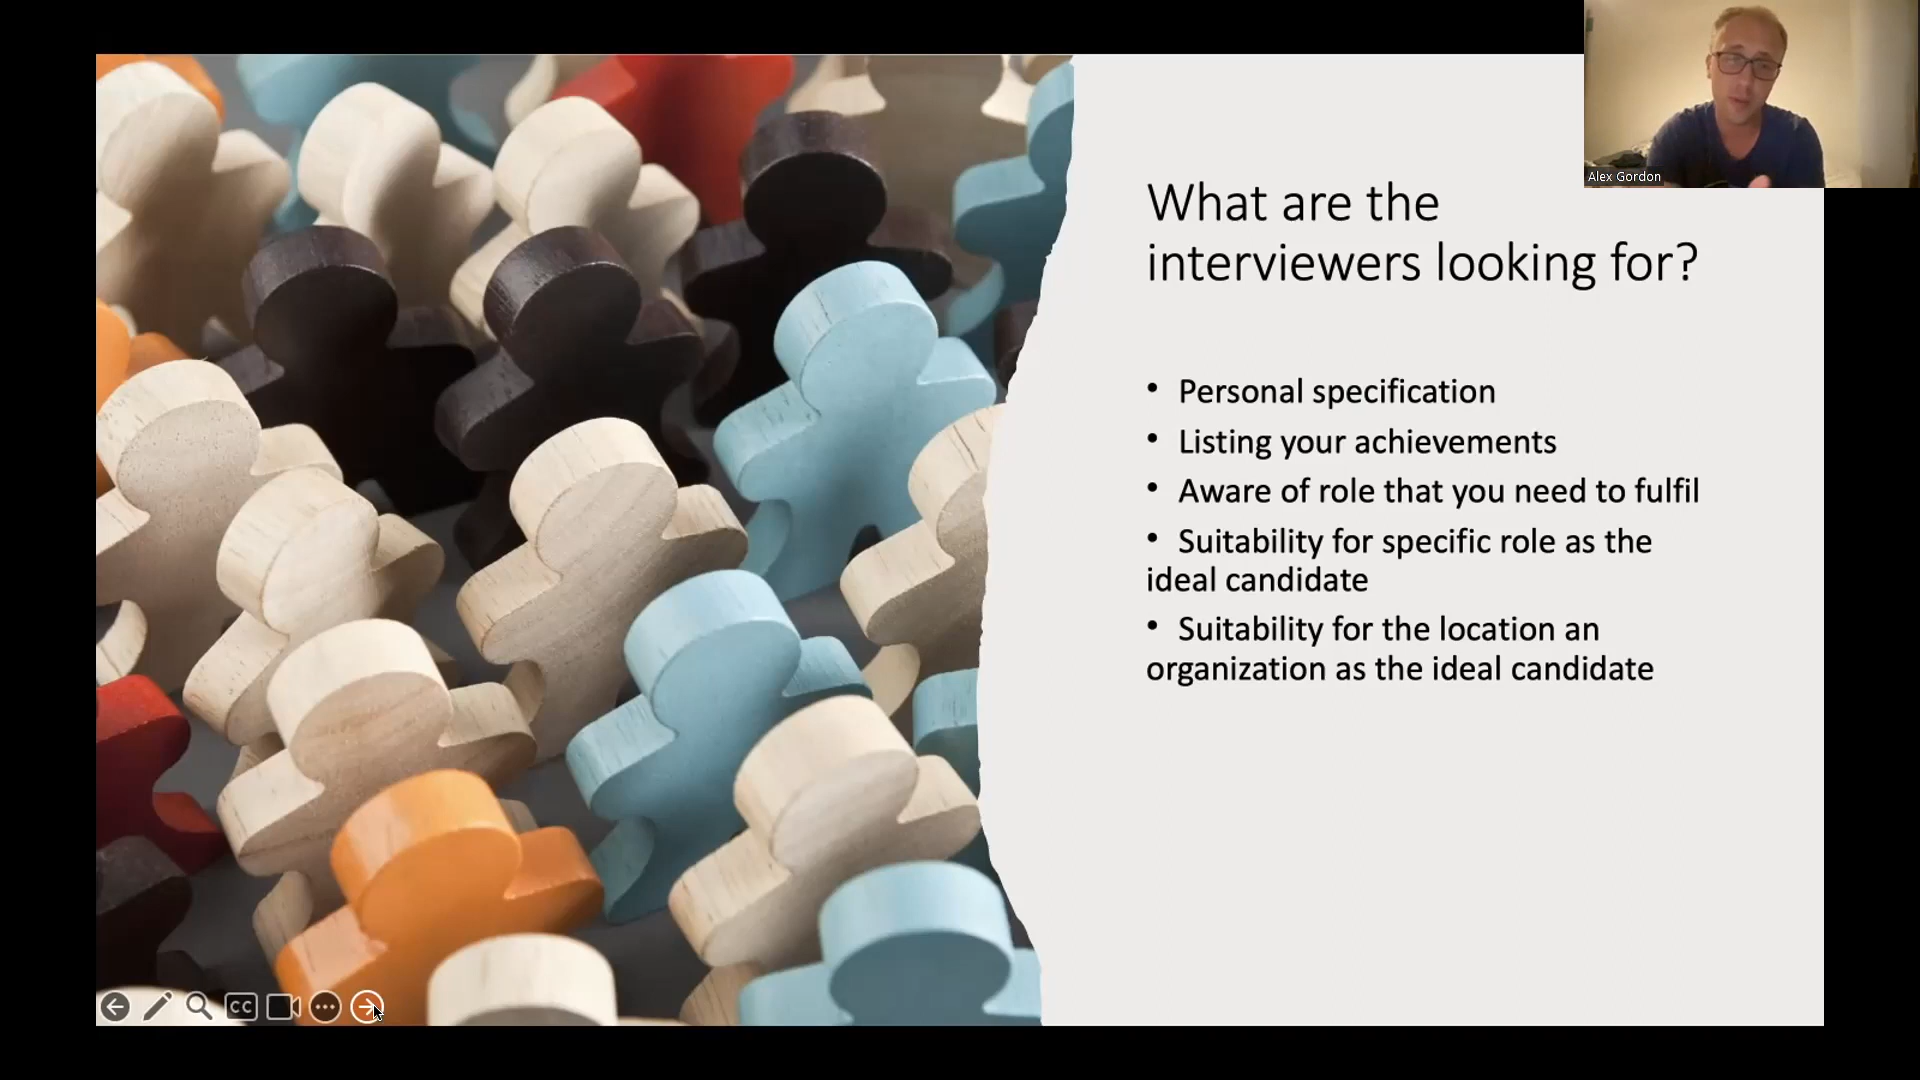 Alex Gordon
What are the
interviewers looking for?
• Personal specification
• Listing your achievements
• Aware of role that you need to fulfil
• Suitability for specific role as the
ideal candidate
• Suitability for the location an
organization as the ideal candidate
CC